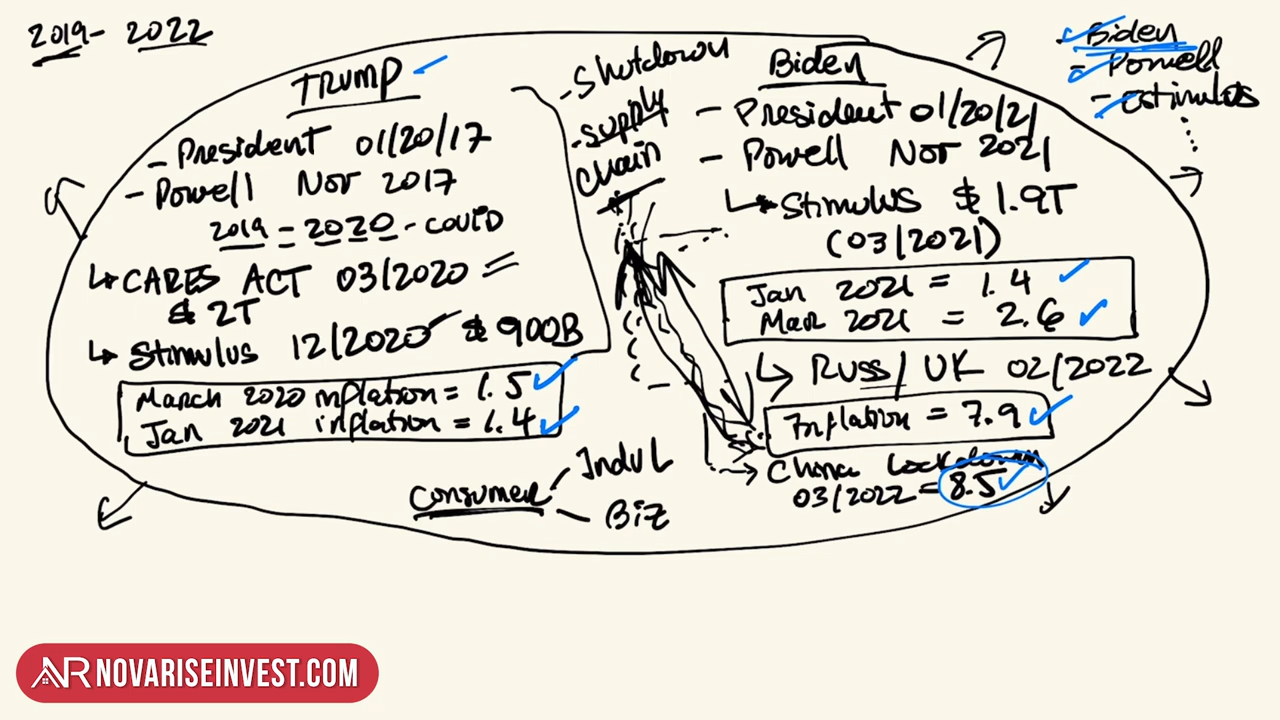 2019 - 2022
TRUMP
- President 01/20/17
- Powell Nov 2017
2019 = 2020 - COVID
↳ CARES ACT 03/2020
$ 2T
↳ Stimulus 12/2020 $ 900B
March 2020 inflation = 1.5
Jan 2021 inflation = 1.4
- Shutdown
- supply
chain
Biden
- President 01/20/21
- Powell Nov 2021
↳ Stimulus $ 1.9T
(03/2021)
Jan 2021 = 1.4
Mar 2021 = 2.6
↳ Russ/ UK 02/2022
Inflation = 7.9
China Lockdown
03/2022 = 8.5
Consumer
Indul
Biz
- Biden
- Powell
- Stimulus
NR NOVARISEINVEST.COM